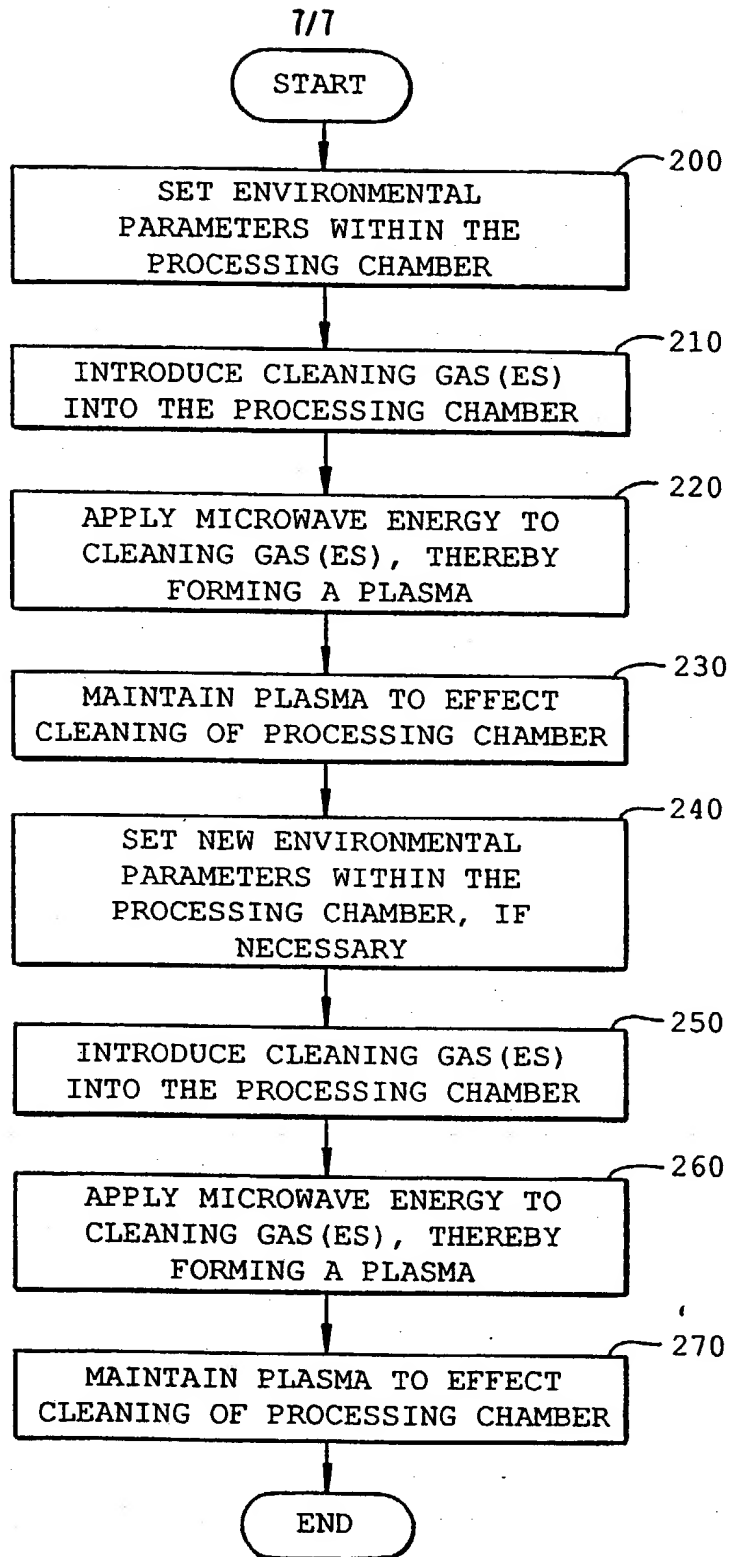 7/7
START
200
SET ENVIRONMENTAL
PARAMETERS WITHIN THE
PROCESSING CHAMBER
210
INTRODUCE CLEANING GAS(ES)
INTO THE PROCESSING CHAMBER
220
APPLY MICROWAVE ENERGY TO
CLEANING GAS(ES), THEREBY
FORMING A PLASMA
230
MAINTAIN PLASMA TO EFFECT
CLEANING OF PROCESSING CHAMBER
240
SET NEW ENVIRONMENTAL
PARAMETERS WITHIN THE
PROCESSING CHAMBER, IF
NECESSARY
250
INTRODUCE CLEANING GAS(ES)
INTO THE PROCESSING CHAMBER
260
APPLY MICROWAVE ENERGY TO
CLEANING GAS(ES), THEREBY
FORMING A PLASMA
270
MAINTAIN PLASMA TO EFFECT
CLEANING OF PROCESSING CHAMBER
END